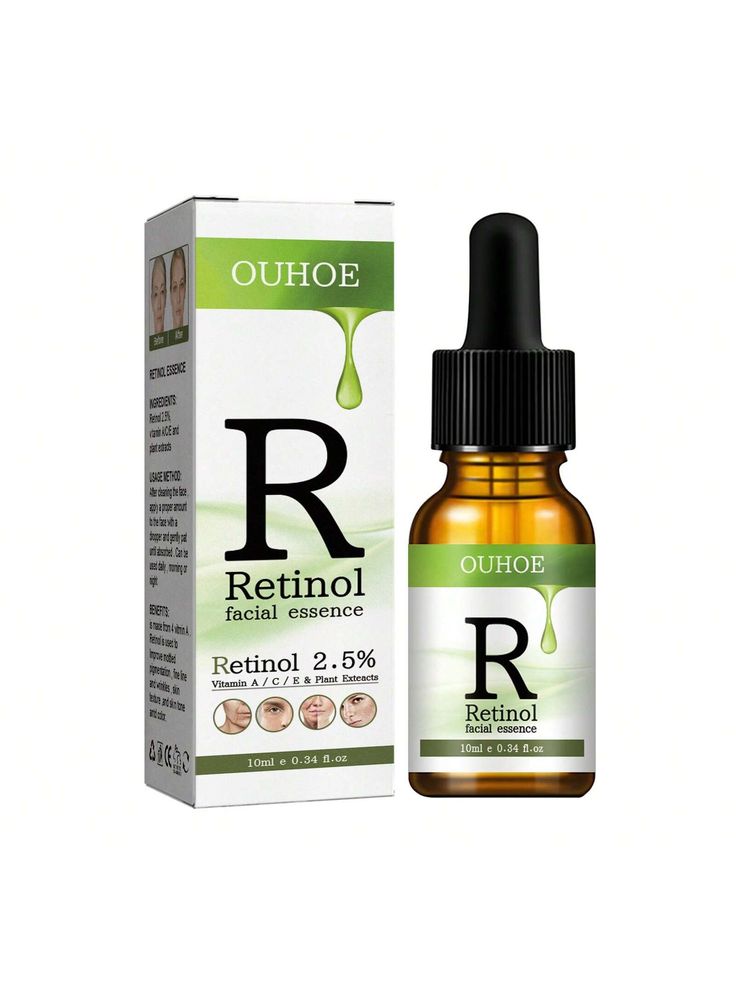 Before After
RETINOL ESSENCE
INGREDIENTS:
Retinol 2.5%,
vitamin A/C/E and
plant extracts
USAGE METHOD:
After cleaning the face ,
apply a proper amount
to the face with a
dropper and gently pat
until absorbed . Can be
used daily , morning or
night
BENEFITS:
is maoe from 4 vitmin A
Retinol is used to
improve mottled
pigmentation , fine line
and wrinkles , skin
texture and skin tone
antd color.
OUHOE
R
Retinol
facial essence
Retinol 2.5%
Vitamin A / C / E & Plant Exteacts
10ml e 0.34 fl.oz
OUHOE
R
Retinol
facial essence
10ml e 0.34 fl.oz